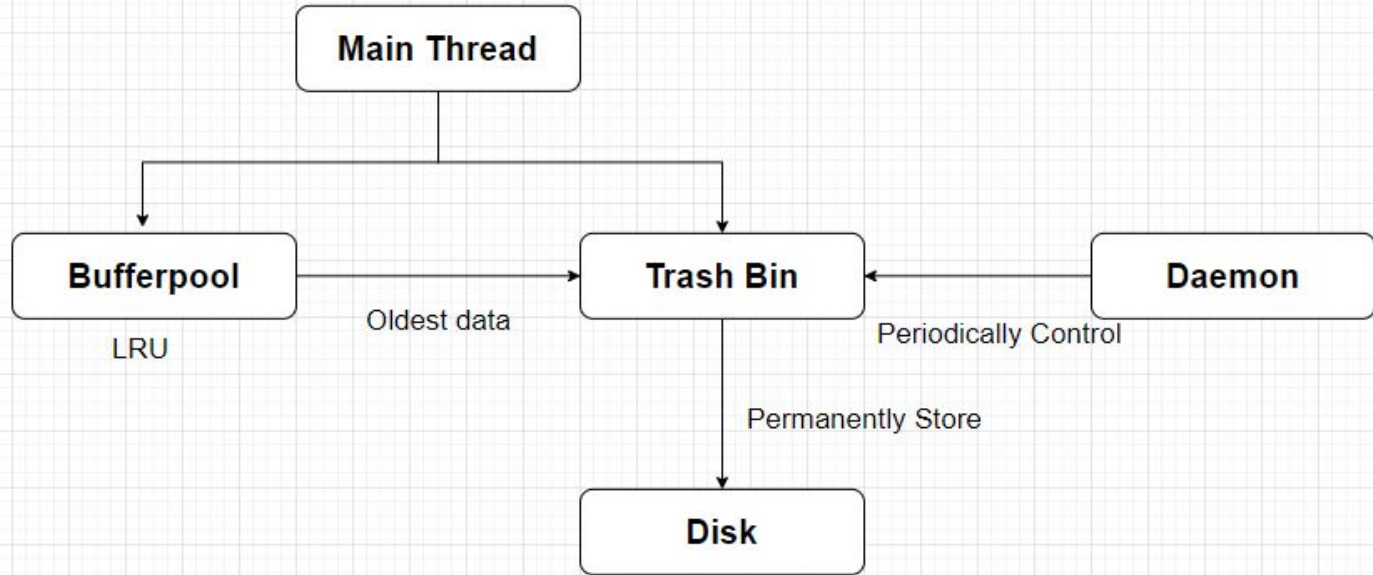 Main Thread
Bufferpool
Trash Bin
Daemon
Oldest data
Periodically Control
LRU
Permanently Store
Disk